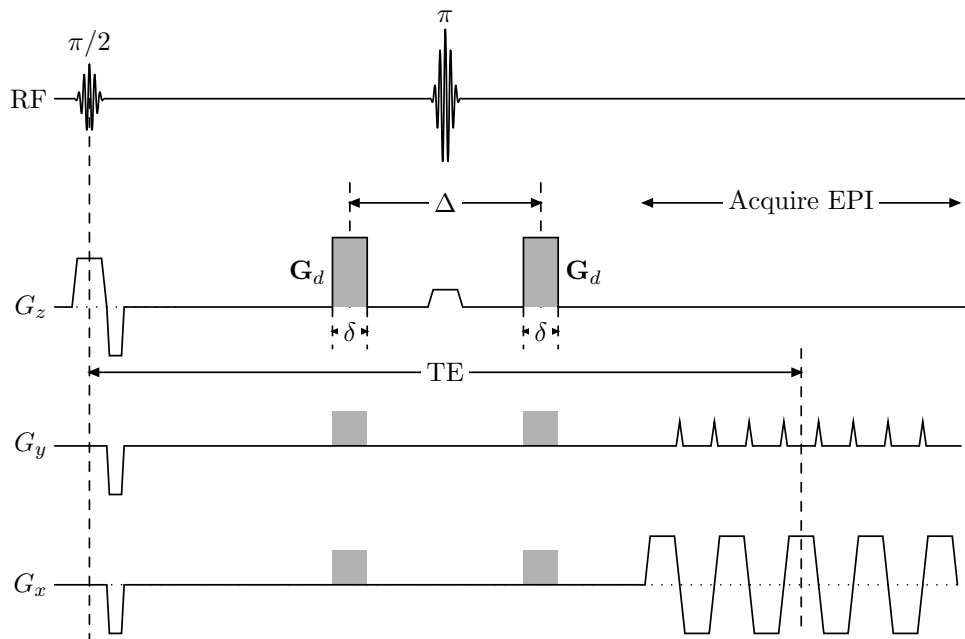 π
π/2
RF
Δ
Acquire EPI
G_d
G_d
G_z
δ
δ
TE
G_y
G_x